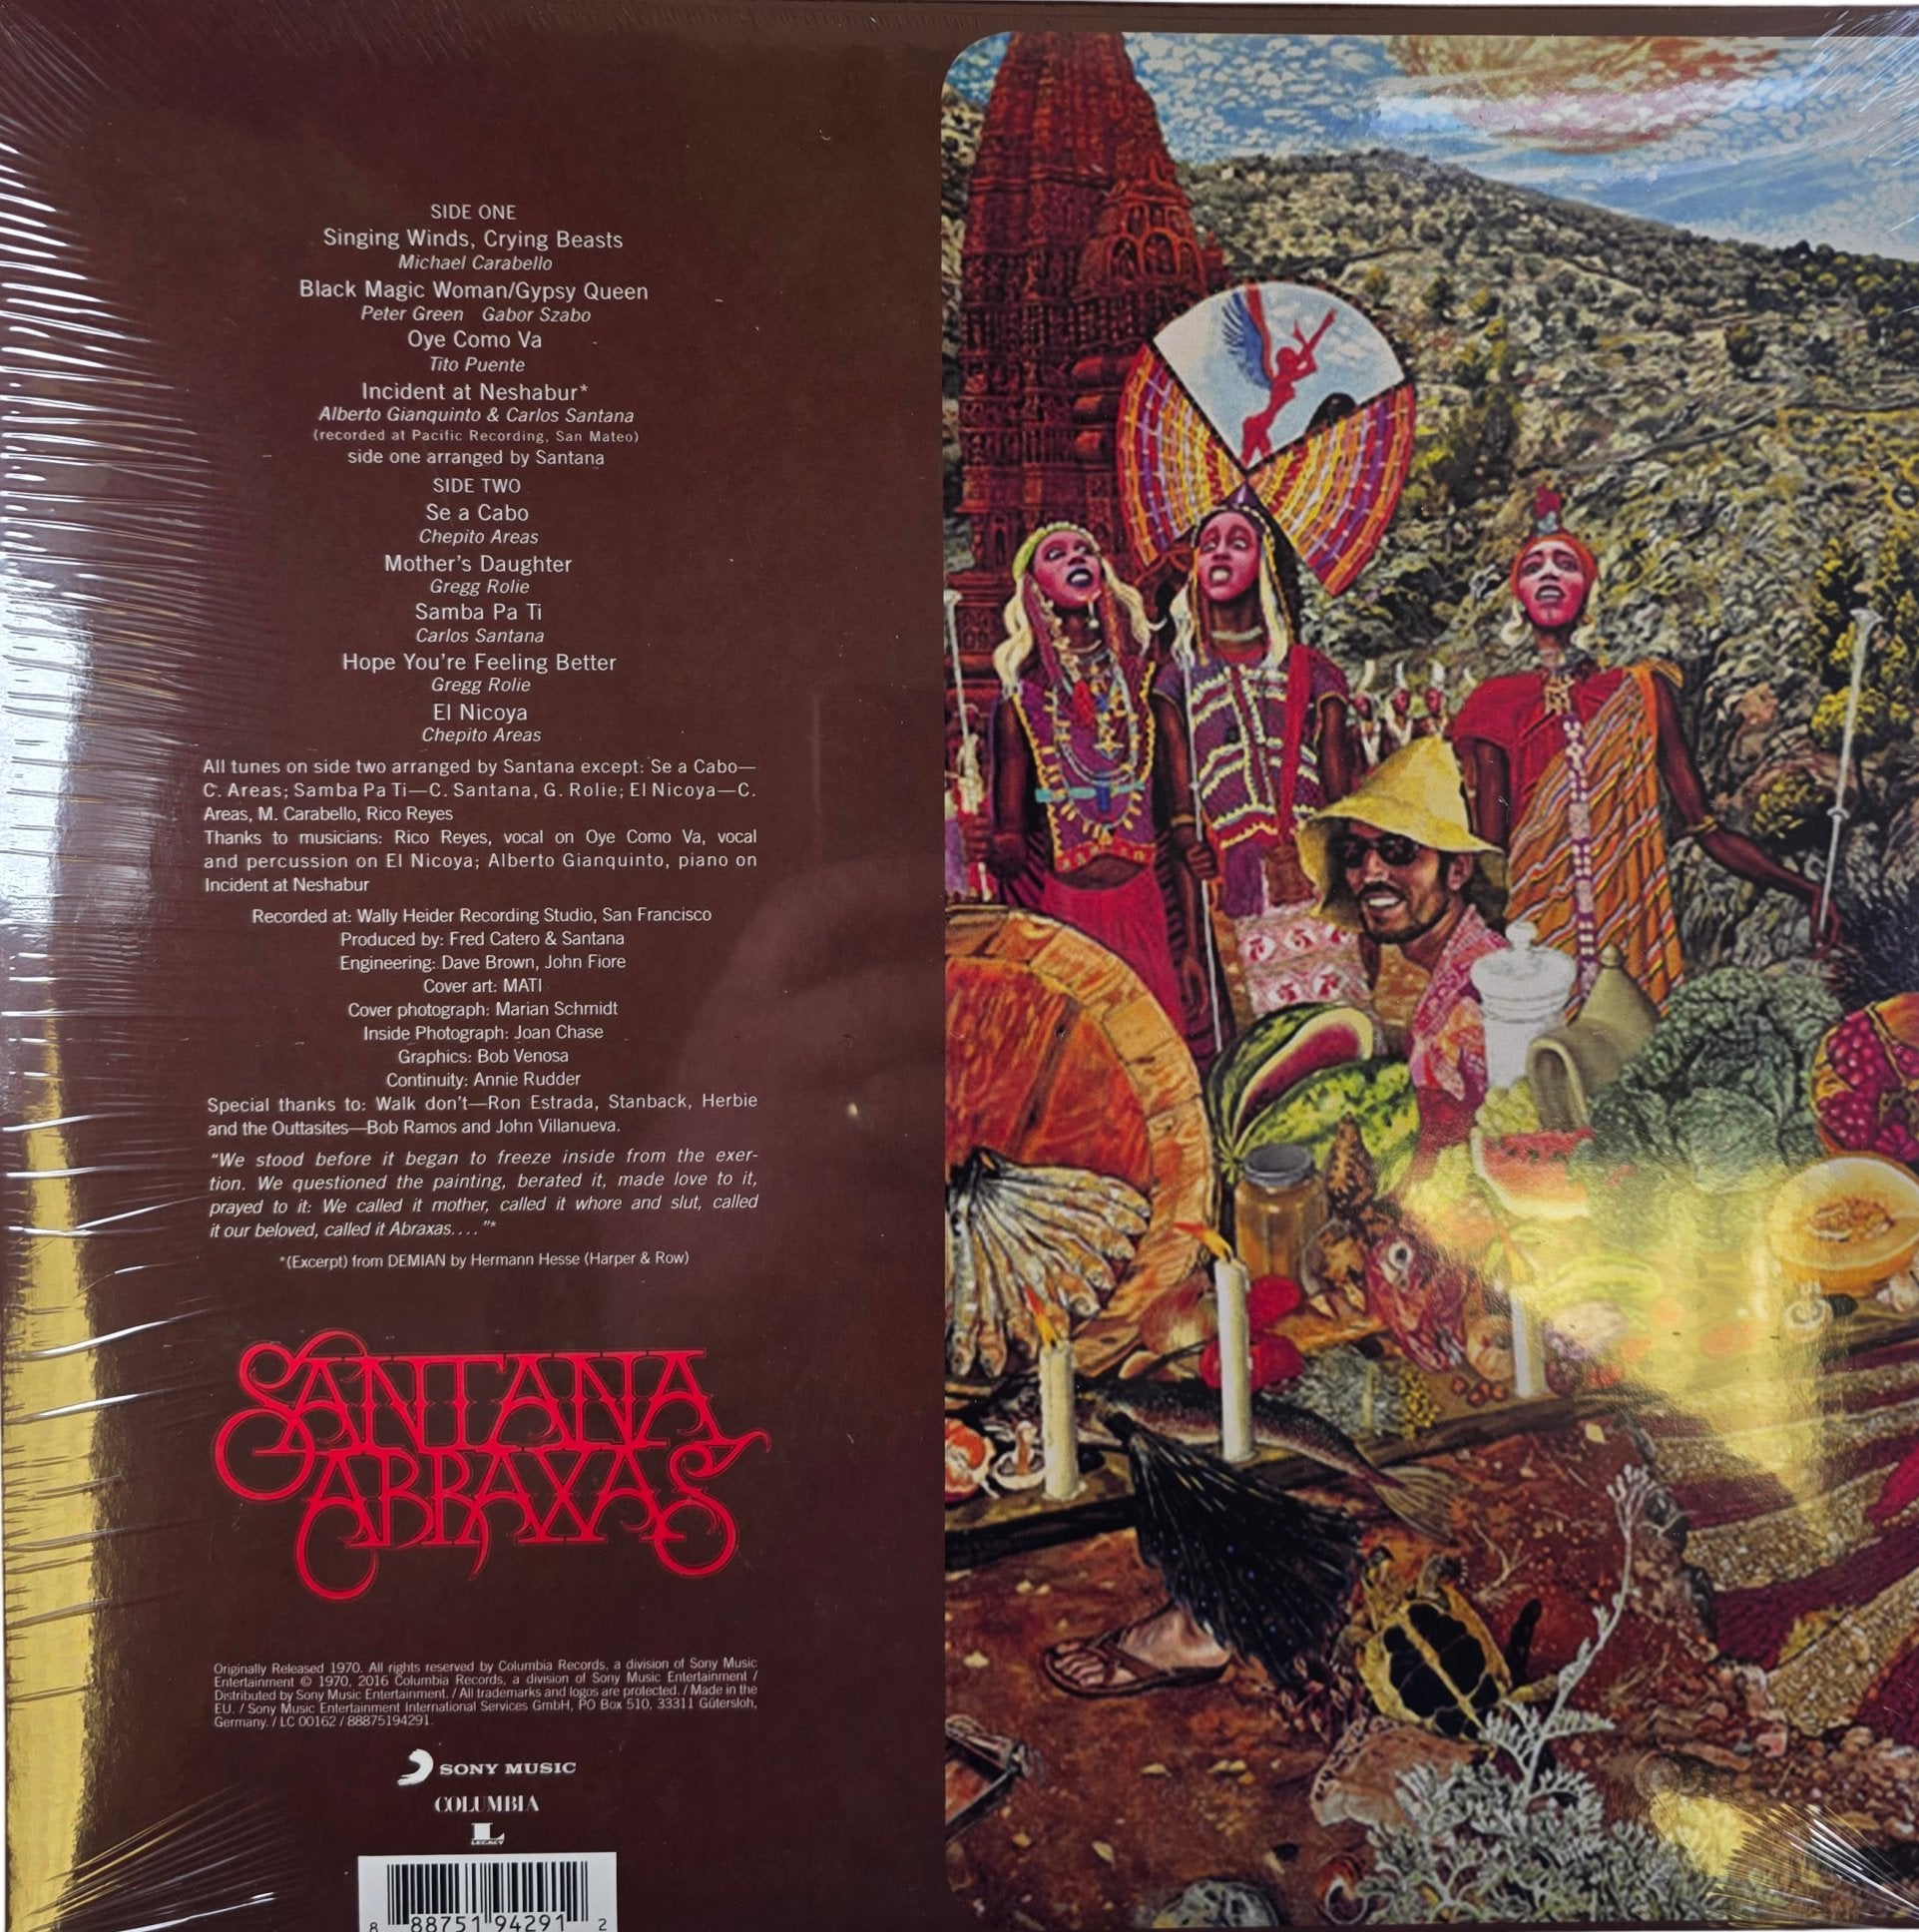 SIDE ONE
Singing Winds, Crying Beasts
Michael Carabello
Black Magic Woman/Gypsy Queen
Peter Green Gabor Szabo
Oye Como Va
Tito Puente
Incident at Neshabur*
Alberto Gianquinto & Carlos Santana
(recorded at Pacific Recording, San Mateo)
side one arranged by Santana
SIDE TWO
Se a Cabo
Chepito Areas
Mother's Daughter
Gregg Rolie
Samba Pa Ti
Carlos Santana
Hope You're Feeling Better
Gregg Rolie
El Nicoya
Chepito Areas
All tunes on side two arranged by Santana except: Se a Cabo—
C. Areas; Samba Pa Ti—C. Santana, G. Rolie; El Nicoya—C.
Areas, M. Carabello, Rico Reyes
Thanks to musicians: Rico Reyes, vocal on Oye Como Va, vocal
and percussion on El Nicoya; Alberto Gianquinto, piano on
Incident at Neshabur
Recorded at: Wally Heider Recording Studio, San Francisco
Produced by: Fred Catero & Santana
Engineering: Dave Brown, John Fiore
Cover art: MATI
Cover photograph: Marian Schmidt
Inside Photograph: Joan Chase
Graphics: Bob Venosa
Continuity: Annie Rudder
Special thanks to: Walk don't—Ron Estrada, Stanback, Herbie
and the Outtasites—Bob Ramos and John Villanueva.
"We stood before it began to freeze inside from the exer-
tion. We questioned the painting, berated it, made love to it,
prayed to it: We called it mother, called it whore and slut, called
it our beloved, called it Abraxas...."*
*(Excerpt) from DEMIAN by Hermann Hesse (Harper & Row)
SANTANA
ABRAXAS
Originally Released 1970. All rights reserved by Columbia Records, a division of Sony Music
Entertainment © 1970, 2016 Columbia Records, a division of Sony Music Entertainment /
Distributed by Sony Music Entertainment. / All trademarks and logos are protected. / Made in the
EU. / Sony Music Entertainment International Services GmbH, PO Box 510, 33311 Gütersloh,
Germany. / LC 00162 / 88875194291.
SONY MUSIC
COLUMBIA
L
LEGACY
8 88751 94291 2